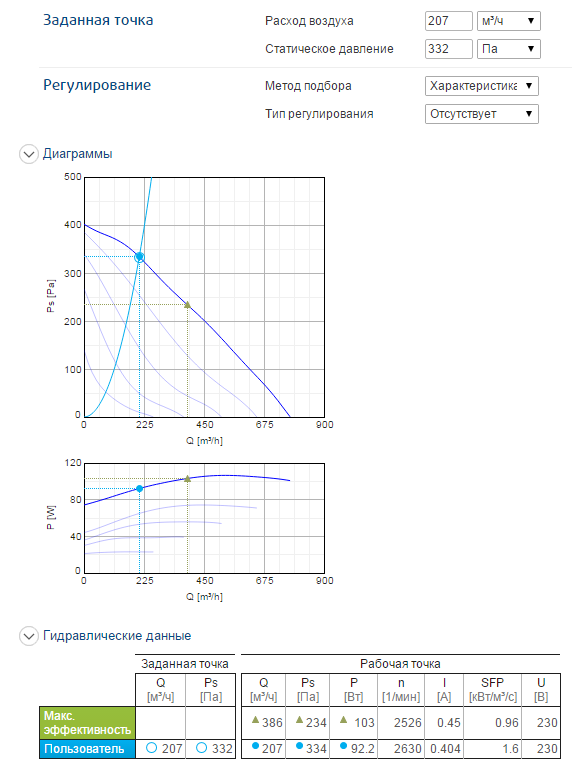 Заданная точка
Расход воздуха 207 м³/ч
Статическое давление 332 Па
Регулирование
Метод подбора Характеристика
Тип регулирования Отсутствует
Диаграммы
500
400
300
200
100
0
Ps [Pa]
0 225 450 675 900
Q [m³/h]
120
80
40
0
P [W]
0 225 450 675 900
Q [m³/h]
Гидравлические данные
Заданная точка Рабочая точка
Q Ps Q Ps P n I SFP U
[м³/ч] [Па] [м³/ч] [Па] [Вт] [1/мин] [А] [кВт/м³/с] [В]
Макс.
эффективность 386 234 103 2526 0.45 0.96 230
Пользователь 207 332 207 334 92.2 2630 0.404 1.6 230